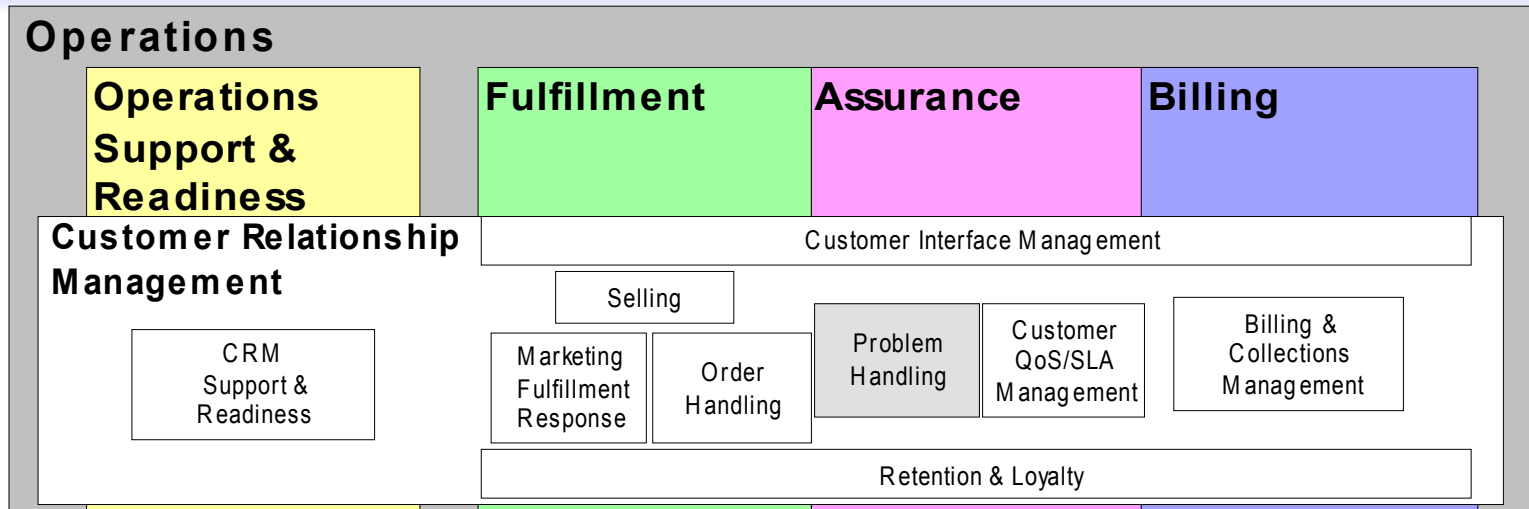 Operations
Operations
Support &
Readiness
Fulfillment
Assurance
Billing
Customer Relationship
Management
Customer Interface Management
Selling
CRM
Support &
Readiness
Marketing
Fulfillment
Response
Order
Handling
Problem
Handling
Customer
QoS/SLA
Management
Billing &
Collections
Management
Retention & Loyalty